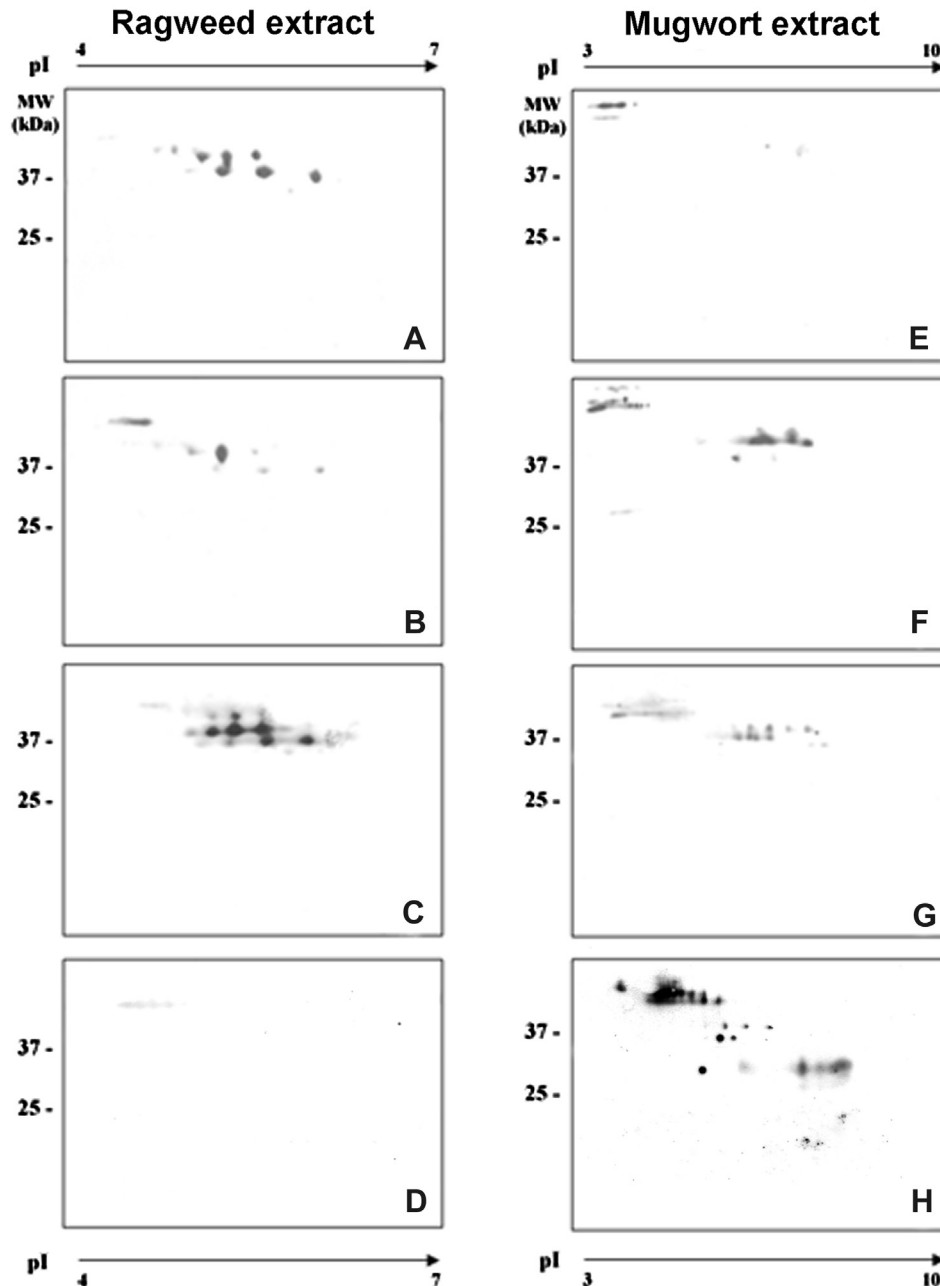 Ragweed extract
Mugwort extract
pI 4 7
pI 3 10
MW
(kDa)
37 -
25 -
A
MW
(kDa)
37 -
25 -
E
37 -
25 -
B
37 -
25 -
F
37 -
25 -
C
37 -
25 -
G
37 -
25 -
D
37 -
25 -
H
pI 4 7
pI 3 10